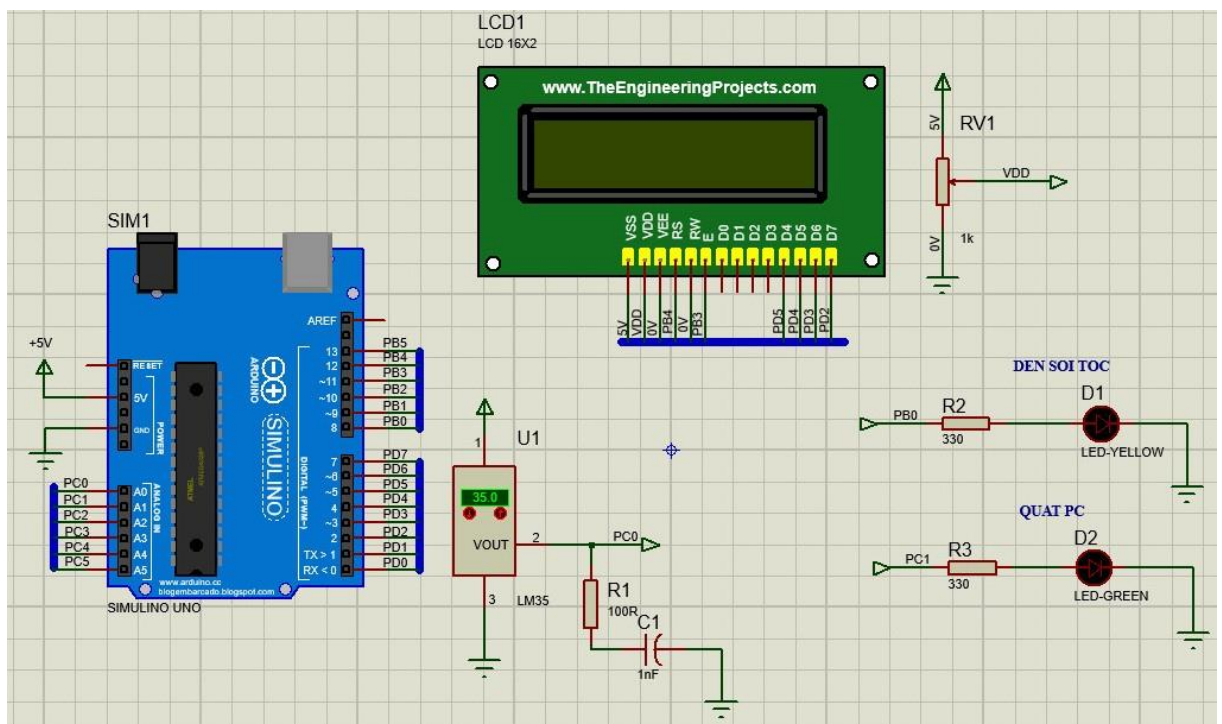 LCD1
LCD 16X2
www.TheEngineeringProjects.com
VSS
VDD
VEE
RS
RW
E
D0
D1
D2
D3
D4
D5
D6
D7
5V
VDD
0V
PB4
0V
PB3
PD5
PD4
PD3
PD2
5V
RV1
VDD
0V
1k
SIM1
+5V
AREF
RESET
5V
GND
POWER
ARDUINO
SIMULINO
DIGITAL (PWM~)
ANALOG IN
ATMEL
13 PB5
12 PB4
~11 PB3
~10 PB2
~9 PB1
8 PB0
7 PD7
~6 PD6
~5 PD5
4 PD4
~3 PD3
2 PD2
TX > 1 PD1
RX < 0 PD0
PC0 A0
PC1 A1
PC2 A2
PC3 A3
PC4 A4
PC5 A5
www.arduino.cc
blogembarcado.blogspot.com
SIMULINO UNO
1
U1
35.0
VOUT
2
PC0
3
LM35
R1
100R
C1
1nF
DEN SOI TOC
PB0
R2
330
D1
LED-YELLOW
QUAT PC
PC1
R3
330
D2
LED-GREEN